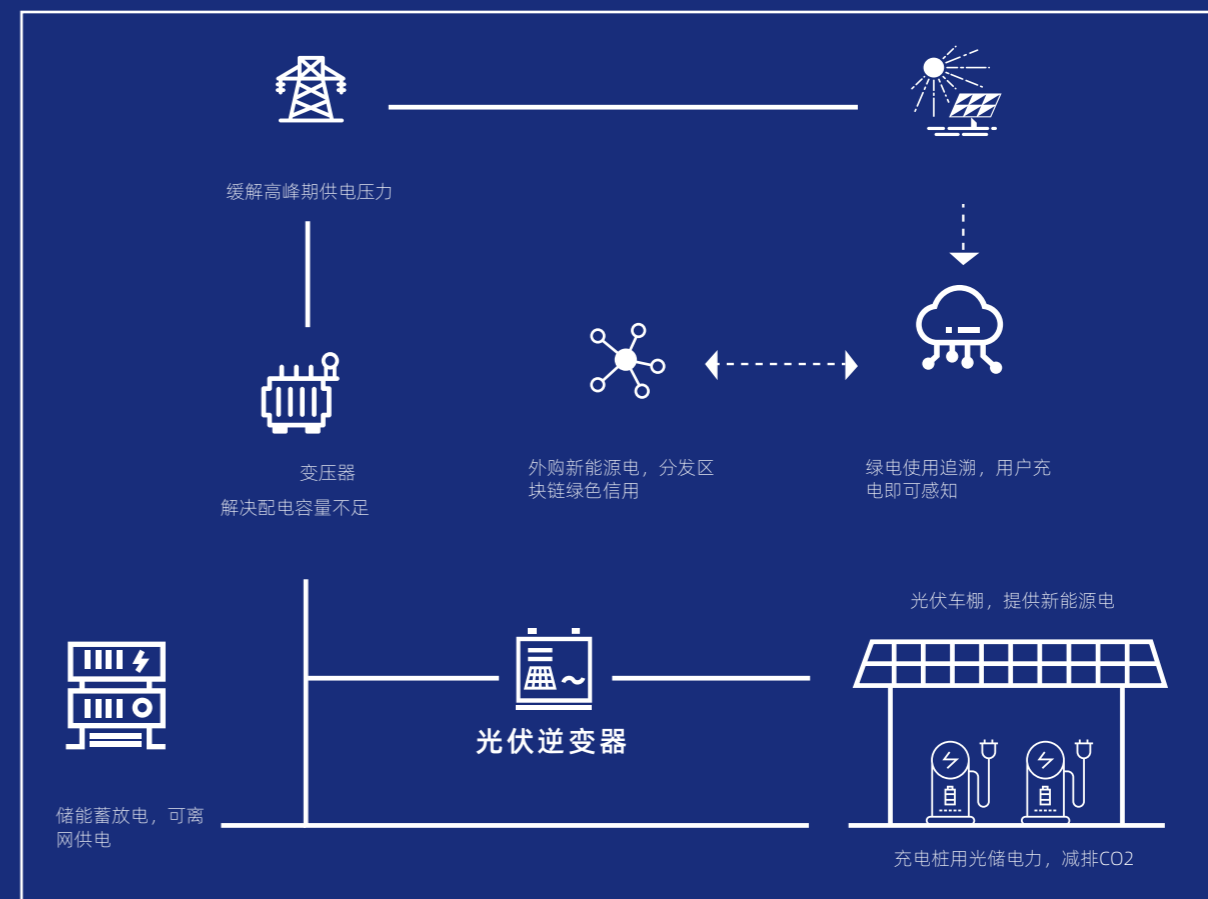 缓解高峰期供电压力
变压器
解决配电容量不足
外购新能源电，分发区
块链绿色信用
绿电使用追溯，用户充
电即可感知
光伏车棚，提供新能源电
光伏逆变器
储能蓄放电，可离
网供电
充电桩用光储电力，减排CO2